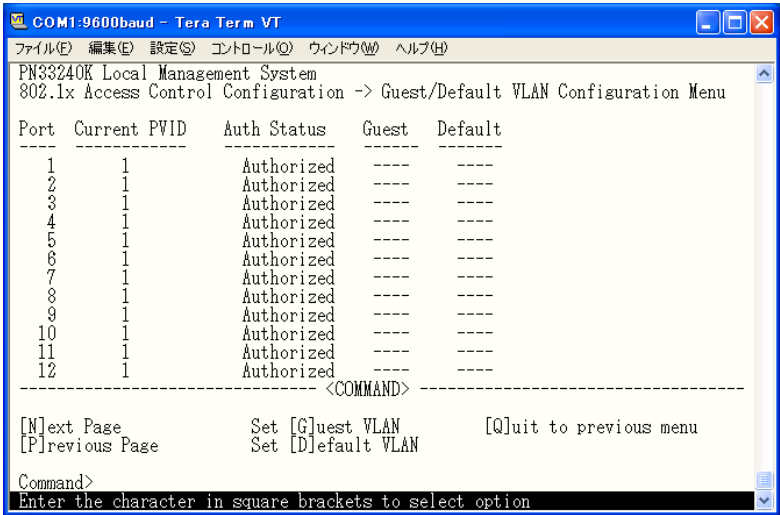 COM1:9600baud - Tera Term VT
ファイル(F) 編集(E) 設定(S) コントロール(O) ウィンドウ(W) ヘルプ(H)
PN33240K Local Management System
802.1x Access Control Configuration -> Guest/Default VLAN Configuration Menu
Port Current PVID Auth Status Guest Default
---- ------------ ------------ ------ -------
1 1 Authorized ---- ----
2 1 Authorized ---- ----
3 1 Authorized ---- ----
4 1 Authorized ---- ----
5 1 Authorized ---- ----
6 1 Authorized ---- ----
7 1 Authorized ---- ----
8 1 Authorized ---- ----
9 1 Authorized ---- ----
10 1 Authorized ---- ----
11 1 Authorized ---- ----
12 1 Authorized ---- ----
-------------------------------- <COMMAND> -----------------------------------
[N]ext Page Set [G]uest VLAN [Q]uit to previous menu
[P]revious Page Set [D]efault VLAN
Command>
Enter the character in square brackets to select option